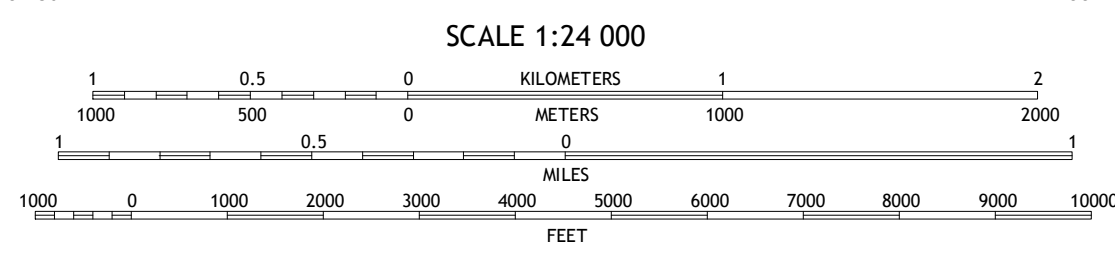 SCALE 1:24 000
1 0.5 0 KILOMETERS 1 2
1000 500 0 METERS 1000 2000
1 0.5 0 1
MILES
1000 0 1000 2000 3000 4000 5000 6000 7000 8000 9000 10000
FEET